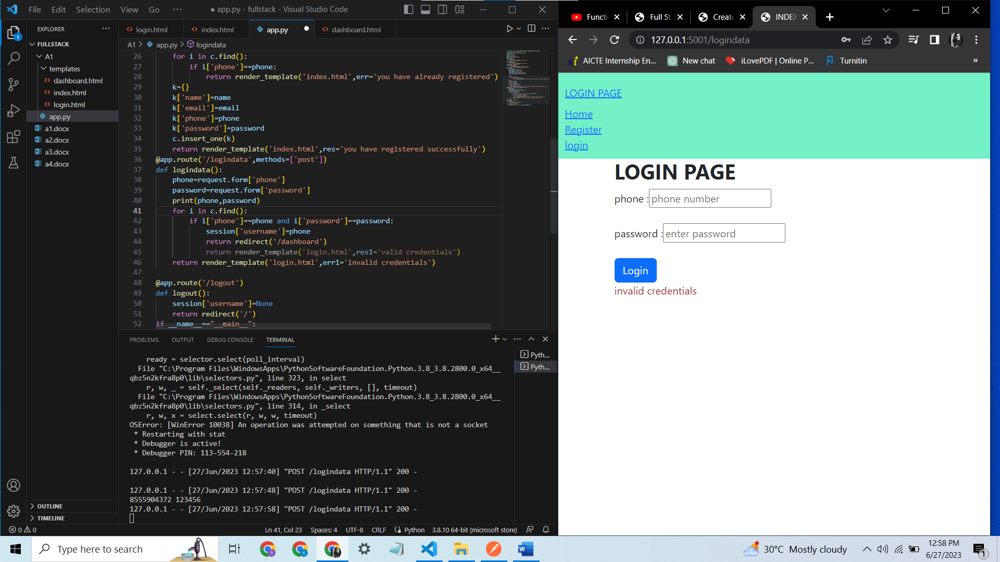 File Edit Selection View Go ··· ● app.py - fullstack - Visual Studio Code
EXPLORER ···
FULLSTACK
A1
templates
dashboard.html
index.html
login.html
app.py
a1.docx
a2.docx
a3.docx
a4.docx
OUTLINE
TIMELINE
login.html index.html app.py ● dashboard.html
A1 > app.py > logindata
26 for i in c.find():
27 if i['phone']==phone:
28 return render_template('index.html',err='you have already registered')
29 k={}
30 k['name']=name
31 k['email']=email
32 k['phone']=phone
33 k['password']=password
34 c.insert_one(k)
35 return render_template('index.html',res='you have registered successfully')
36 @app.route('/logindata',methods=['post'])
37 def logindata():
38 phone=request.form['phone']
39 password=request.form['password']
40 print(phone,password)
41 for i in c.find():
42 if i['phone']==phone and i['password']==password:
43 session['username']=phone
44 return redirect('/dashboard')
45 return render_template('login.html',res1='valid credentials')
46 return render_template('login.html',err1='invalid credentials')
47
48 @app.route('/logout')
49 def logout():
50 session['username']=None
51 return redirect('/')
52 if __name__=="__main__":
PROBLEMS OUTPUT DEBUG CONSOLE TERMINAL
Pyth...
Pyth...
ready = selector.select(poll_interval)
File "C:\Program Files\WindowsApps\PythonSoftwareFoundation.Python.3.8_3.8.2800.0_x64__
qbz5n2kfra8p0\lib\selectors.py", line 323, in select
r, w, _ = self._select(self._readers, self._writers, [], timeout)
File "C:\Program Files\WindowsApps\PythonSoftwareFoundation.Python.3.8_3.8.2800.0_x64__
qbz5n2kfra8p0\lib\selectors.py", line 314, in _select
r, w, x = select.select(r, w, w, timeout)
OSError: [WinError 10038] An operation was attempted on something that is not a socket
* Restarting with stat
* Debugger is active!
* Debugger PIN: 113-554-218
127.0.0.1 - - [27/Jun/2023 12:57:40] "POST /logindata HTTP/1.1" 200 -
127.0.0.1 - - [27/Jun/2023 12:57:48] "POST /logindata HTTP/1.1" 200 -
8555904372 123456
127.0.0.1 - - [27/Jun/2023 12:57:58] "POST /logindata HTTP/1.1" 200 -
0 0 Ln 41, Col 23 Spaces: 4 UTF-8 CRLF Python 3.8.10 64-bit (microsoft store)
Functi Full St Create INDEX
127.0.0.1:5001/logindata
AICTE Internship En... New chat iLovePDF | Online P... Turnitin »
LOGIN PAGE
Home
Register
login
LOGIN PAGE
phone : phone number
password : enter password
Login
invalid credentials
Type here to search
30°C Mostly cloudy
12:58 PM
6/27/2023
1